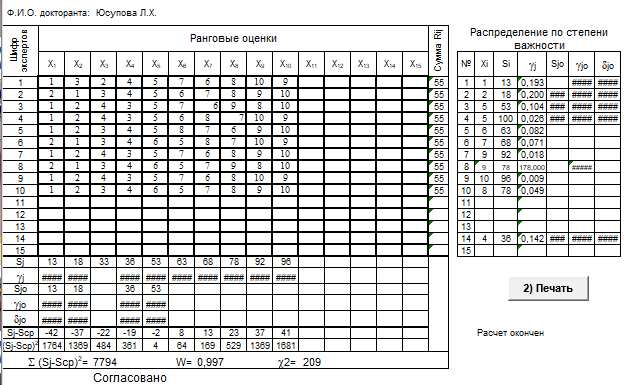 Ф.И.О. докторанта: Юсупова Л.Х.
Шифр экспертов Ранговые оценки Сумма Rij
X1 X2 X3 X4 X5 X6 X7 X8 X9 X10 X11 X12 X13 X14 X15
1 1 3 2 4 5 7 6 8 10 9 55
2 2 1 3 4 6 5 7 8 9 10 55
3 1 2 4 3 5 7 6 9 8 10 55
4 1 2 3 4 5 6 8 7 10 9 55
5 1 2 3 4 5 8 7 6 9 10 55
6 2 1 3 4 6 5 8 7 10 9 55
7 1 2 4 3 5 7 6 8 9 10 55
8 2 1 3 4 6 5 7 8 9 10 55
9 1 2 4 3 5 7 6 8 10 9 55
10 1 2 3 4 5 6 7 8 9 10 55
11
12
13
14
15
Sj 13 18 33 36 53 63 68 78 92 96
γj #### #### #### #### #### #### #### #### ####
Sjo 13 18 36 53
γjo #### #### #### ####
δjo #### #### #### ####
Sj-Sср -42 -37 -22 -19 -2 8 13 23 37 41
(Sj-Sср)2 1764 1369 484 361 4 64 169 529 1369 1681
Σ (Sj-Sср)2= 7794 W= 0,997 χ2= 209
Согласовано
Распределение по степени важности
№ Xi Si γj Sjo γjo δjo
1 1 13 0,193 #### ####
2 2 18 0,200 ### #### ####
3 5 53 0,104 ### #### ####
4 5 100 0,026 ### #### ####
5 6 63 0,082
6 7 68 0,071
7 9 92 0,018
8 9 78 178,000 #####
9 10 96 0,009
10 8 78 0,049
11
12
13
14 4 36 0,142 ### #### ####
15
2) Печать
Расчет окончен